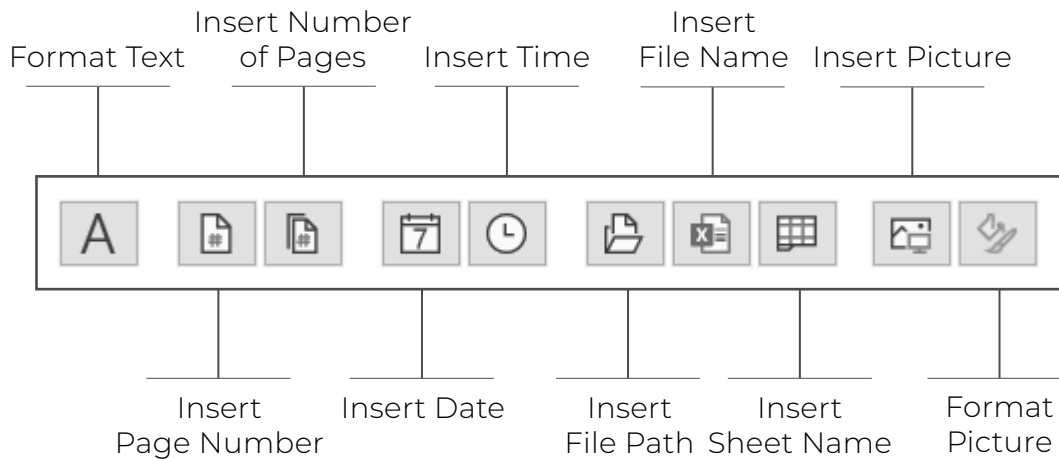 Format Text
Insert Number
of Pages
Insert Time
Insert
File Name
Insert Picture
A
#
#
7
X
Insert
Page Number
Insert Date
Insert
File Path
Insert
Sheet Name
Format
Picture